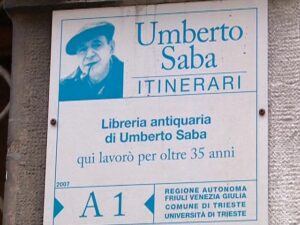 Umberto
Saba
ITINERARI
Libreria antiquaria
di Umberto Saba
qui lavorò per oltre 35 anni
2007
A 1
REGIONE AUTONOMA
FRIULI VENEZIA GIULIA
COMUNE DI TRIESTE
UNIVERSITÀ DI TRIESTE